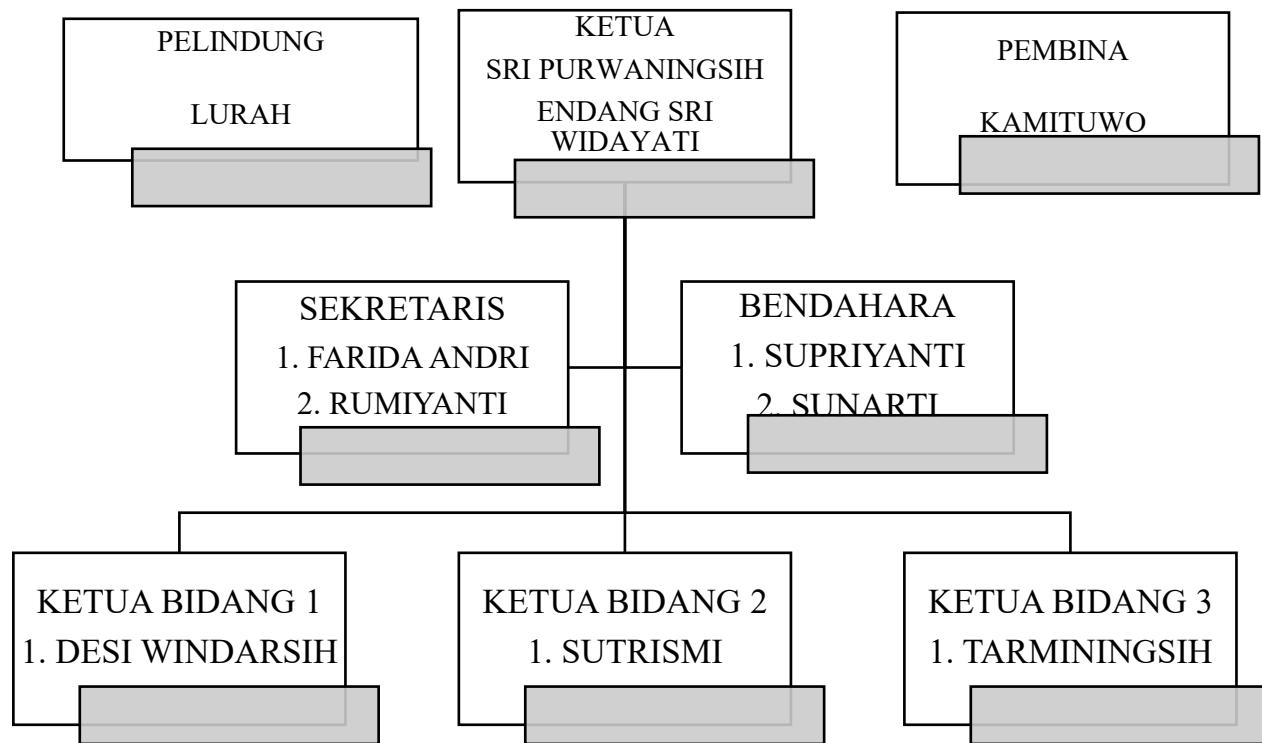 PELINDUNG
LURAH
KETUA
SRI PURWANINGSIH
ENDANG SRI
WIDAYATI
PEMBINA
KAMITUWO
SEKRETARIS
1. FARIDA ANDRI
2. RUMIYANTI
BENDAHARA
1. SUPRIYANTI
2. SUNARTI
KETUA BIDANG 1
1. DESI WINDARSIH
KETUA BIDANG 2
1. SUTRISMI
KETUA BIDANG 3
1. TARMININGSIH